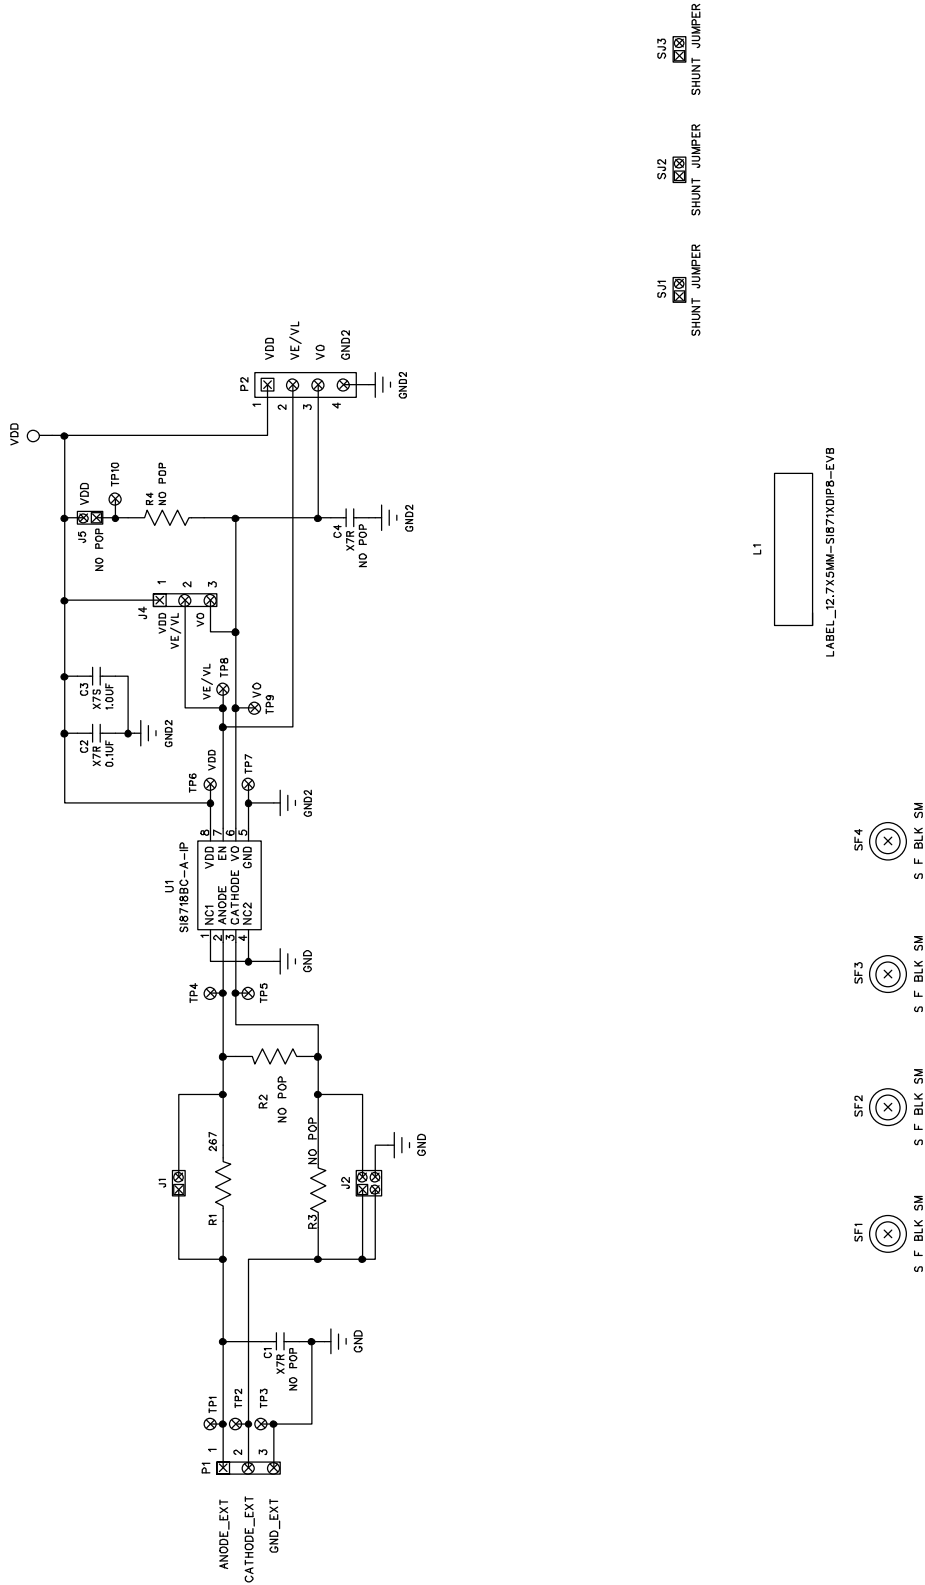 ANODE_EXT
CATHODE_EXT
GND_EXT
P1
1
2
3
TP1
TP2
TP3
C1
X7R
NO POP
GND
J1
R1
267
R3
NO POP
J2
GND
R2
NO POP
TP4
TP5
GND
U1
SI8718BC-A-IP
1
2
3
4
NC1
ANODE
CATHODE
NC2
VDD
EN
VO
GND
8
7
6
5
TP6
VDD
TP7
GND2
C2
X7R
0.1UF
C3
X7S
1.0UF
GND2
VE/VL
TP8
VO
TP9
J4
1
2
3
VDD
VE/VL
VO
J5
VDD
NO POP
TP10
R4
NO POP
C4
X7R
NO POP
GND2
VDD
P2
1
2
3
4
VDD
VE/VL
VO
GND2
GND2
SJ1
SHUNT JUMPER
SJ2
SHUNT JUMPER
SJ3
SHUNT JUMPER
L1
LABEL_12.7X5MM-SI871XDIP8-EVB
SF1
S F BLK SM
SF2
S F BLK SM
SF3
S F BLK SM
SF4
S F BLK SM